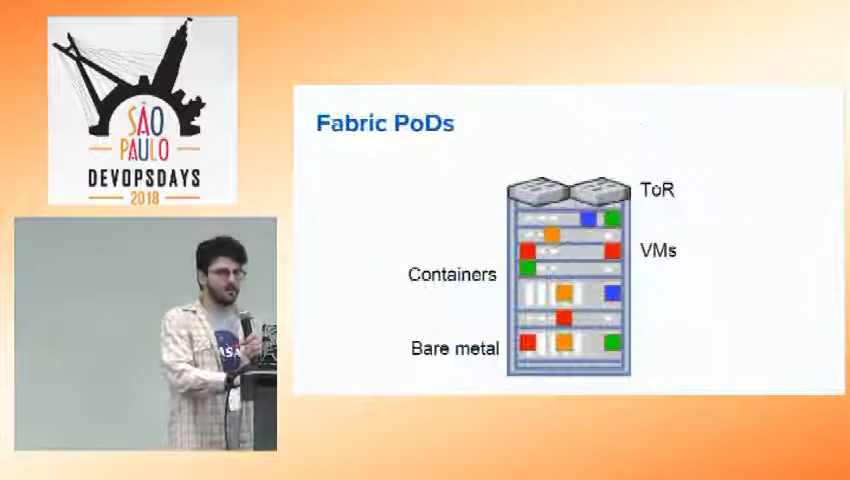 SÃO
PAULO
DEVOPSDAYS
2018
Fabric PoDs
ToR
VMs
Containers
Bare metal
NASA